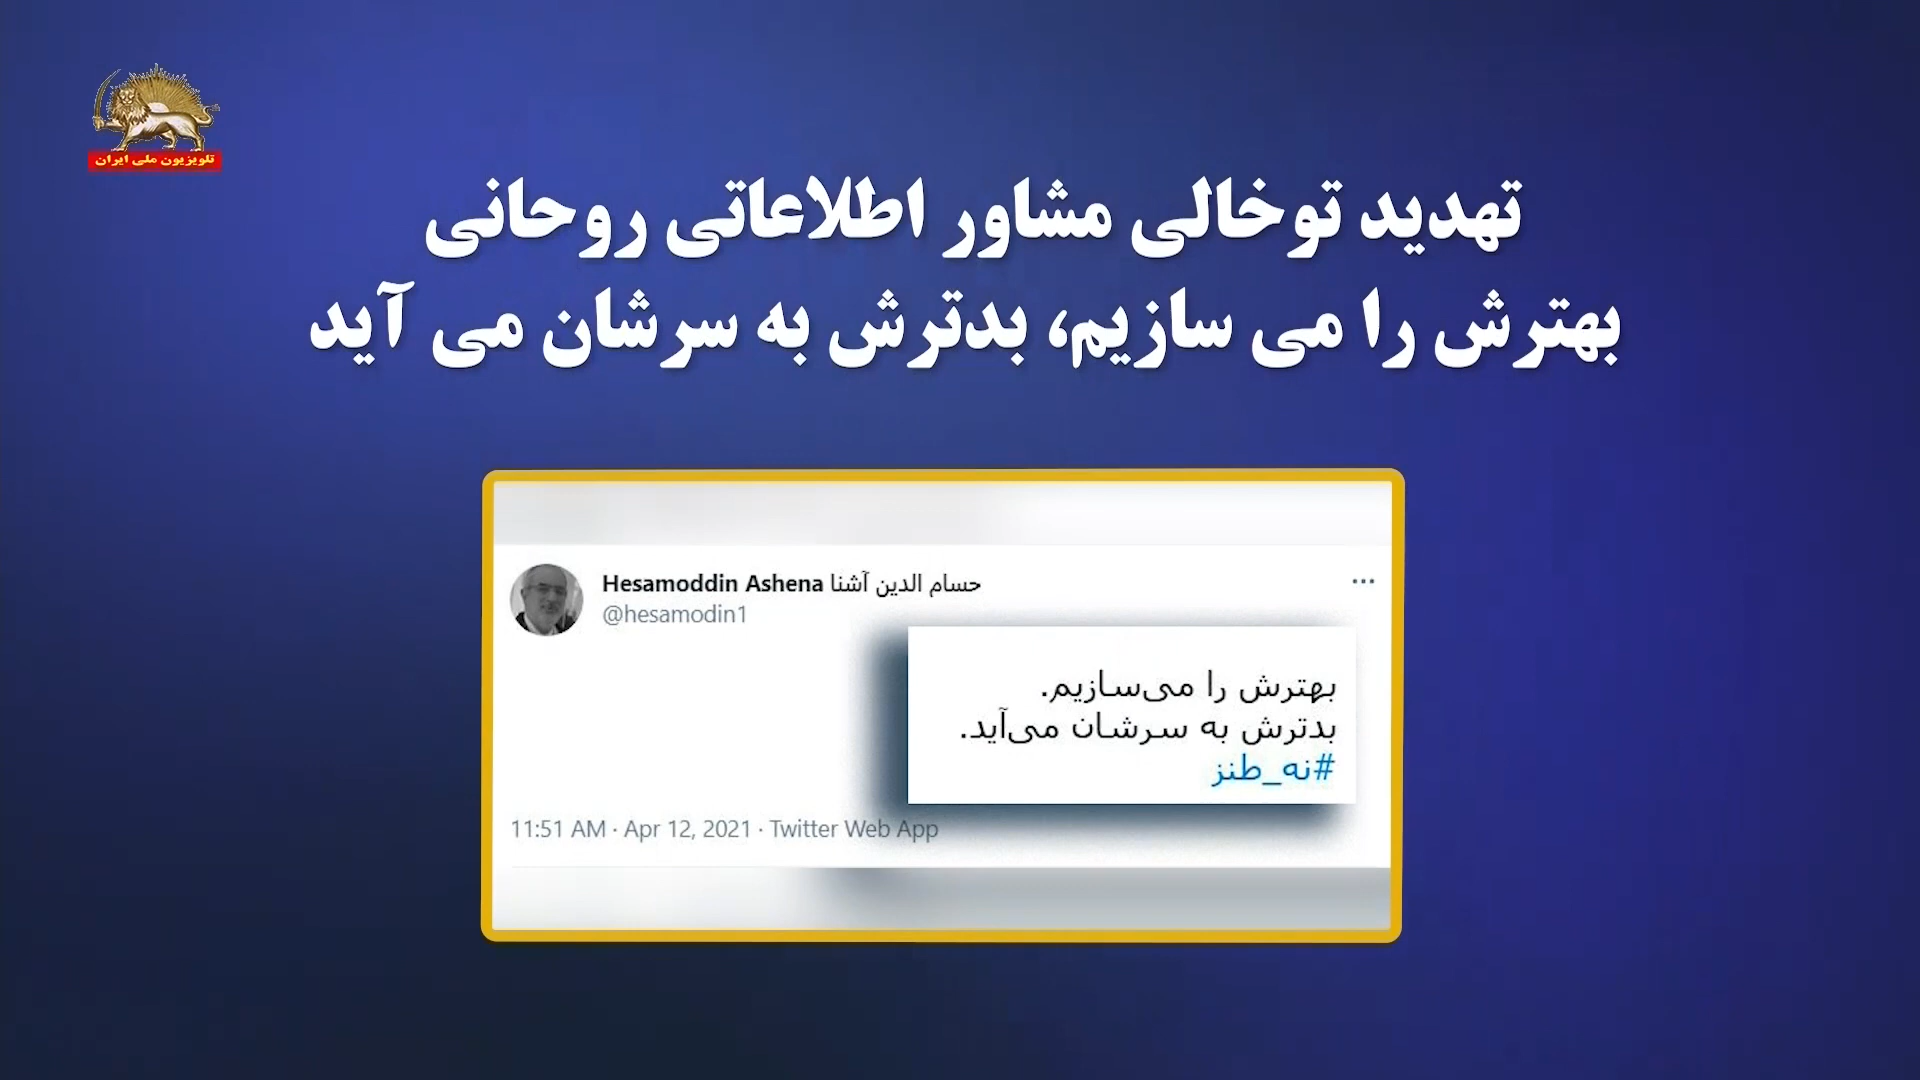 تلویزیون ملی ایران
تهدید توخالی مشاور اطلاعاتی روحانی
بهترش را می سازیم، بدترش به سرشان می آید
Hesamoddin Ashena حسام الدین آشنا
@hesamodin1
بهترش را می‌سازیم.
بدترش به سرشان می‌آید.
#نه_طنز
11:51 AM · Apr 12, 2021 · Twitter Web App